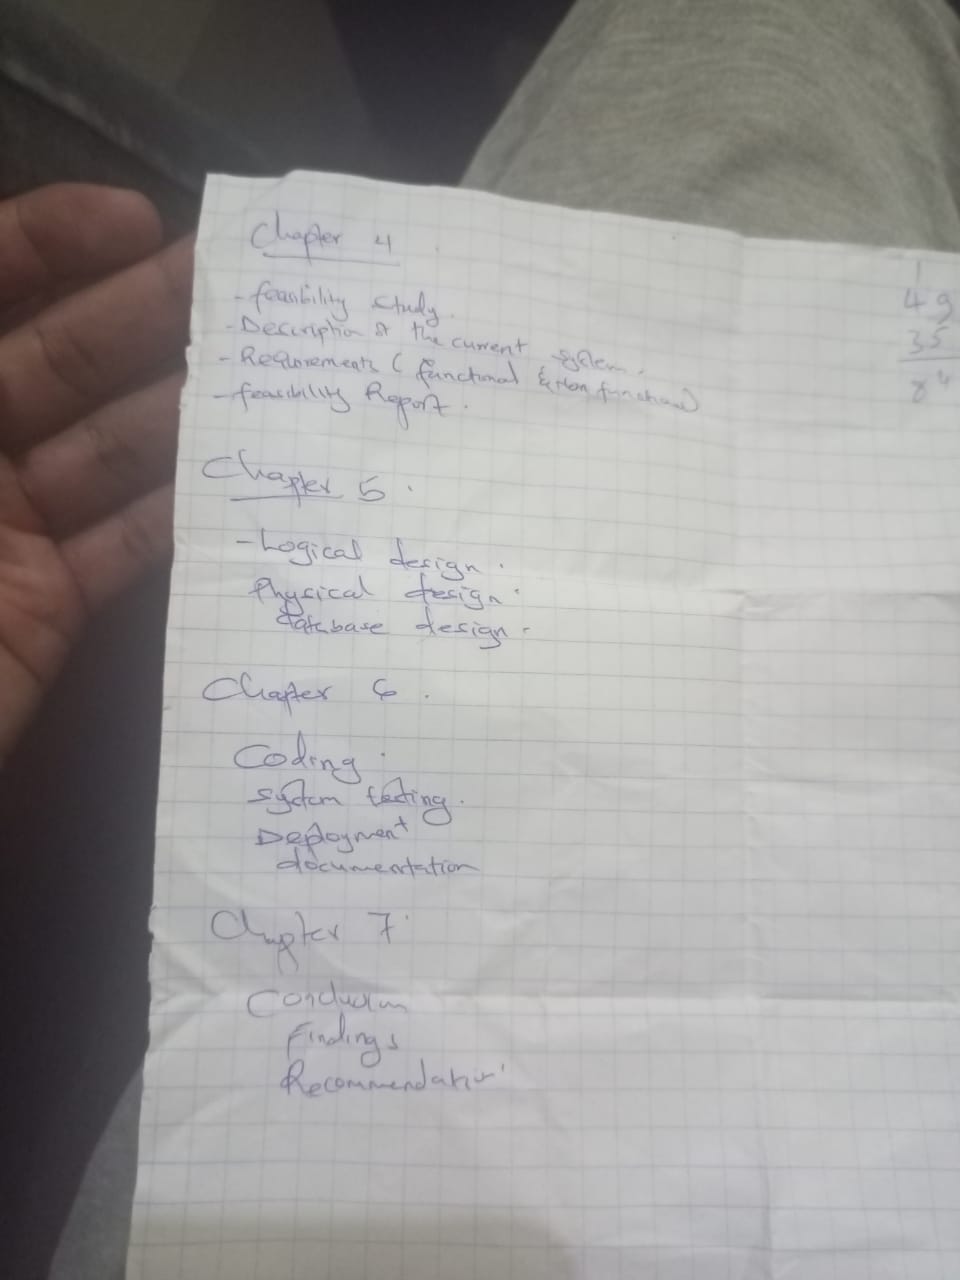 Chapter 4
1
49
- feasibility study.
35
- Description of the current system.
84
- Requirements ( functional & Non functional)
- feasibility Report.
Chapter 5.
- Logical design.
Physical design.
database design.
Chapter 6.
Coding.
System testing.
Deployment
documentation
Chapter 7.
Conclusion
Findings
Recommendation